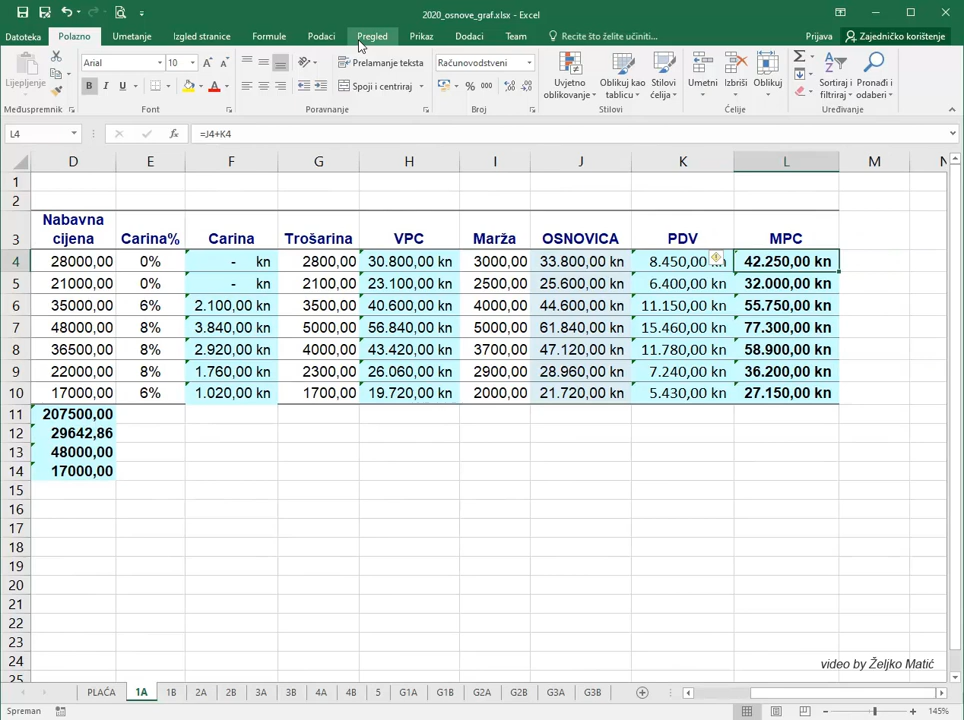 2020_osnove_graf.xlsx - Excel
Datoteka Polazno Umetanje Izgled stranice Formule Podaci Pregled Prikaz Dodaci Team Recite što želite učiniti... Prijava Zajedničko korištenje
Lijepljenje
Arial 10
Prelamanje teksta
Računovodstveni
B I U
Spoji i centriraj
% 000
Uvjetno oblikovanje
Oblikuj kao tablicu
Stilovi ćelija
Umetni Izbriši Oblikuj
Sortiraj i filtriraj
Pronađi i odaberi
Međuspremnik Font Poravnanje Broj Stilovi Ćelije Uređivanje
L4 fx =J4+K4
D E F G H I J K L M N
1
2
3 Nabavna cijena Carina% Carina Trošarina VPC Marža OSNOVICA PDV MPC
4 28000,00 0% - kn 2800,00 30.800,00 kn 3000,00 33.800,00 kn 8.450,00 kn 42.250,00 kn
5 21000,00 0% - kn 2100,00 23.100,00 kn 2500,00 25.600,00 kn 6.400,00 kn 32.000,00 kn
6 35000,00 6% 2.100,00 kn 3500,00 40.600,00 kn 4000,00 44.600,00 kn 11.150,00 kn 55.750,00 kn
7 48000,00 8% 3.840,00 kn 5000,00 56.840,00 kn 5000,00 61.840,00 kn 15.460,00 kn 77.300,00 kn
8 36500,00 8% 2.920,00 kn 4000,00 43.420,00 kn 3700,00 47.120,00 kn 11.780,00 kn 58.900,00 kn
9 22000,00 8% 1.760,00 kn 2300,00 26.060,00 kn 2900,00 28.960,00 kn 7.240,00 kn 36.200,00 kn
10 17000,00 6% 1.020,00 kn 1700,00 19.720,00 kn 2000,00 21.720,00 kn 5.430,00 kn 27.150,00 kn
11 207500,00
12 29642,86
13 48000,00
14 17000,00
15
16
17
18
19
20
21
22
23
24
25
video by Željko Matić
PLAĆA 1A 1B 2A 2B 3A 3B 4A 4B 5 G1A G1B G2A G2B G3A G3B
Spreman 145%